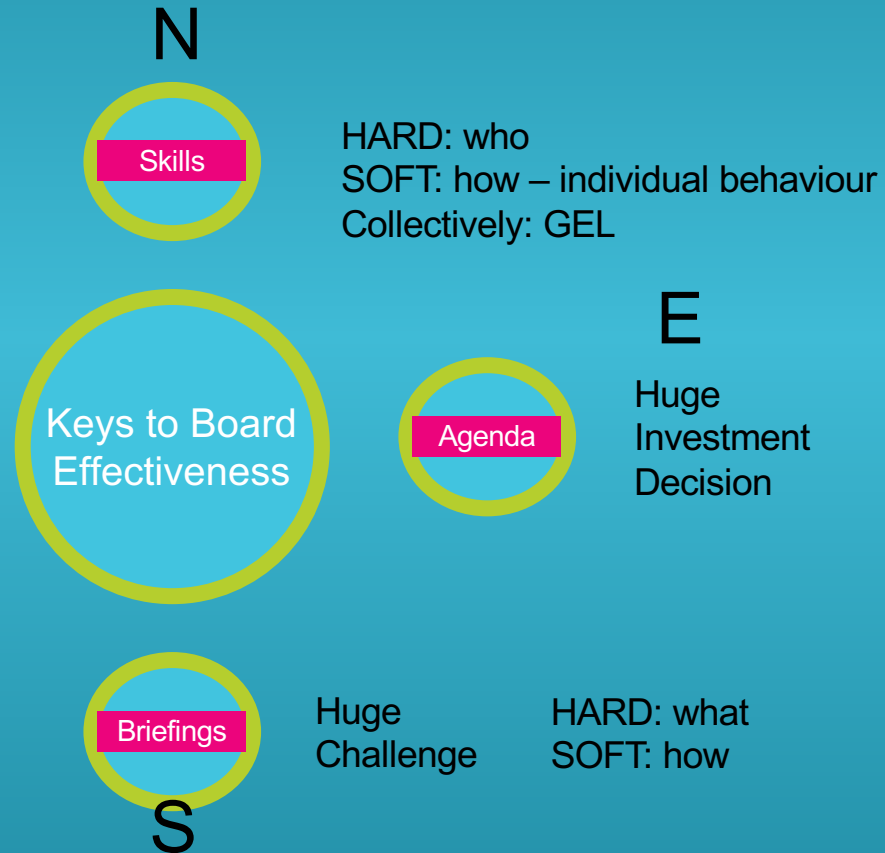 N
Skills
HARD: who
SOFT: how – individual behaviour
Collectively: GEL
Keys to Board
Effectiveness
E
Agenda
Huge
Investment
Decision
Briefings
Huge
Challenge
HARD: what
SOFT: how
S